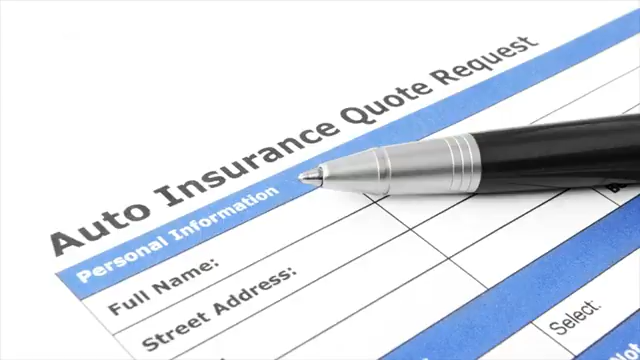 Auto Insurance Quote Request
Personal Information
Full Name:
Street Address:
Select: